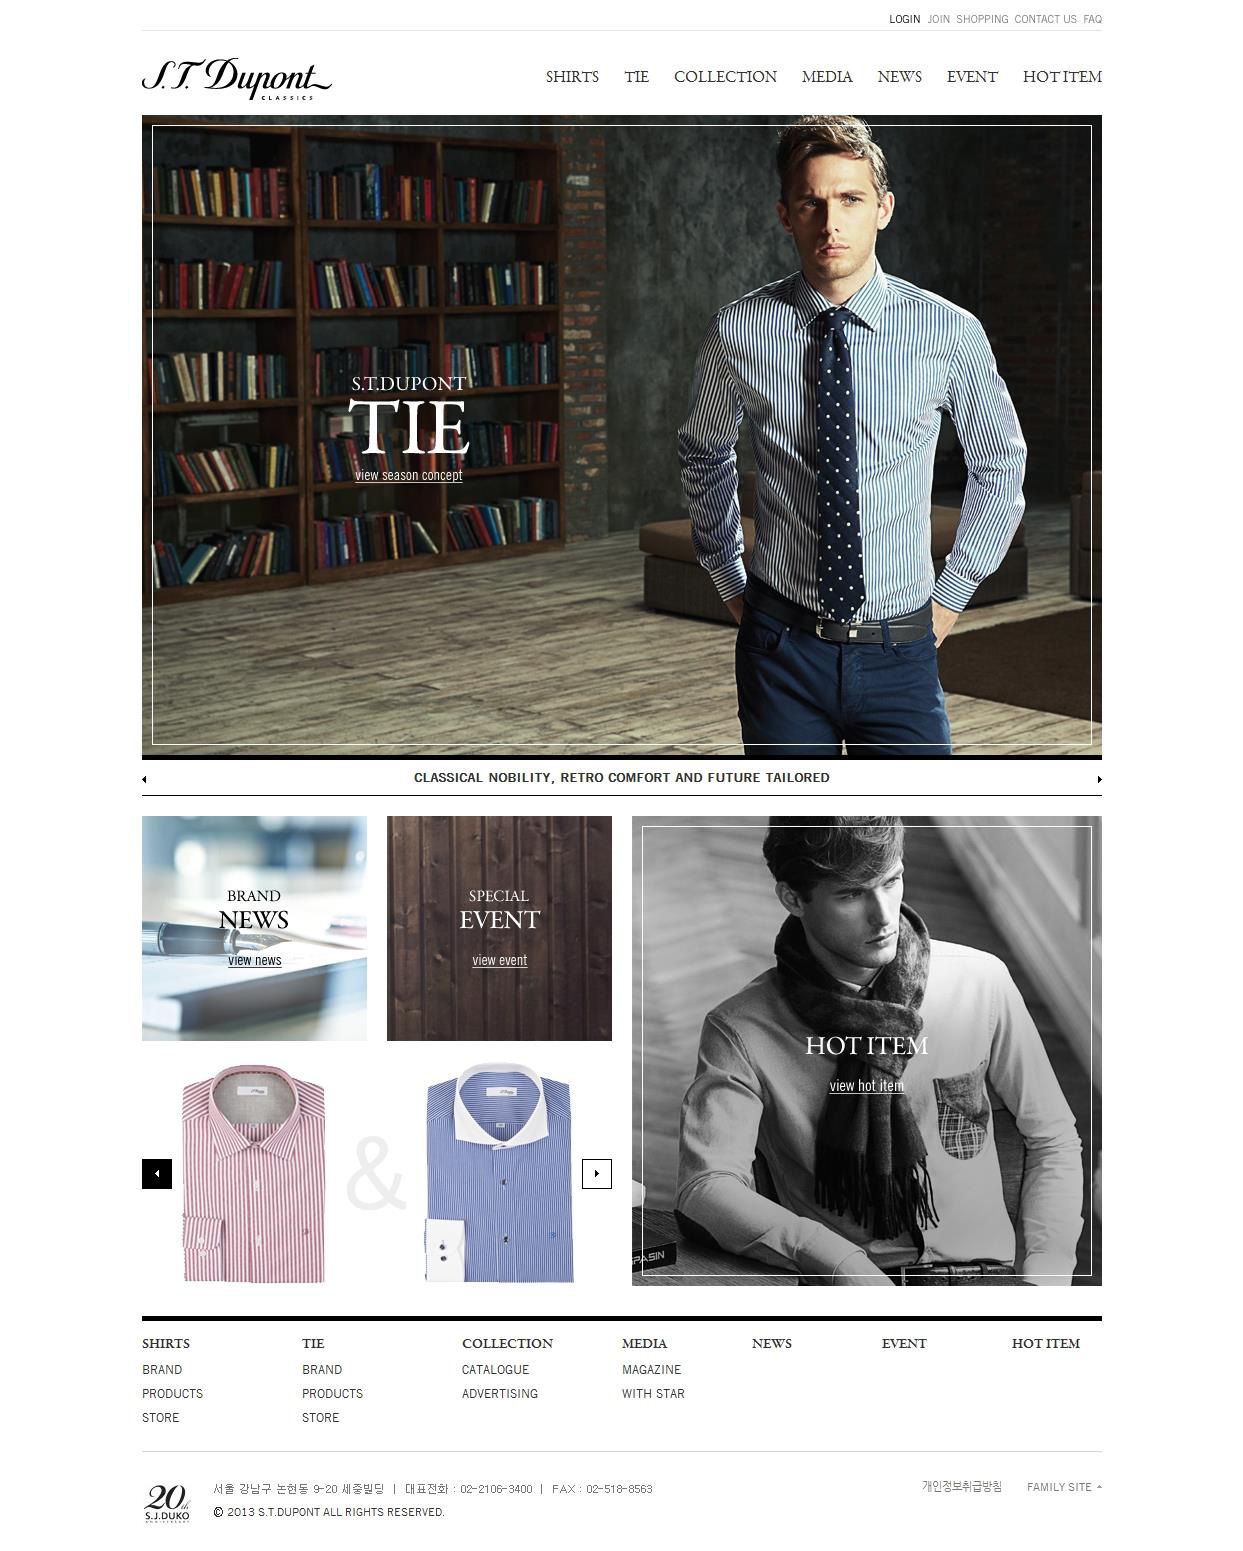 LOGIN JOIN SHOPPING CONTACT US FAQ
S.T. Dupont
CLASSICS
SHIRTS TIE COLLECTION MEDIA NEWS EVENT HOT ITEM
S.T.DUPONT
TIE
view season concept
CLASSICAL NOBILITY, RETRO COMFORT AND FUTURE TAILORED
BRAND
NEWS
view news
SPECIAL
EVENT
view event
HOT ITEM
view hot item
&
SHIRTS TIE COLLECTION MEDIA NEWS EVENT HOT ITEM
BRAND BRAND CATALOGUE MAGAZINE
PRODUCTS PRODUCTS ADVERTISING WITH STAR
STORE STORE
20th
S.J.DUKO
ANNIVERSARY
서울 강남구 논현동 9-20 세중빌딩 | 대표전화 : 02-2106-3400 | FAX : 02-518-8563
© 2013 S.T.DUPONT ALL RIGHTS RESERVED.
개인정보취급방침 FAMILY SITE